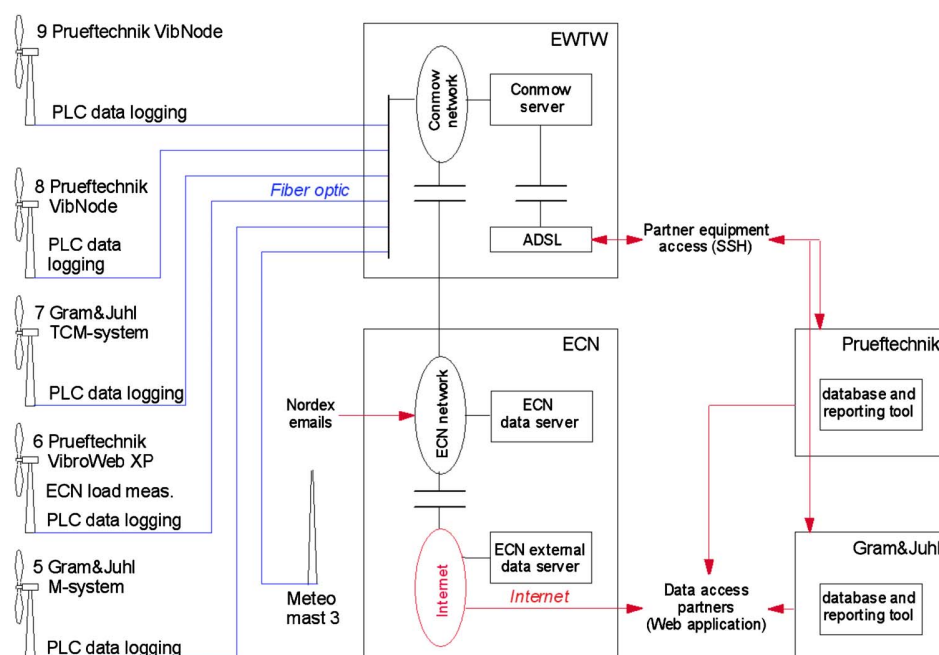 9 Prueftechnik VibNode
PLC data logging
8 Prueftechnik
VibNode
PLC data
logging
7 Gram&Juhl
TCM-system
PLC data logging
6 Prueftechnik
VibroWeb XP
ECN load meas.
PLC data logging
5 Gram&Juhl
M-system
PLC data logging
Fiber optic
Meteo
mast 3
EWTW
Conmow
network
Conmow
server
ADSL
Partner equipment
access (SSH)
ECN
Nordex
emails
ECN network
ECN
data server
Internet
ECN external
data server
Internet
Data access
partners
(Web application)
Prueftechnik
database and
reporting tool
Gram&Juhl
database and
reporting tool